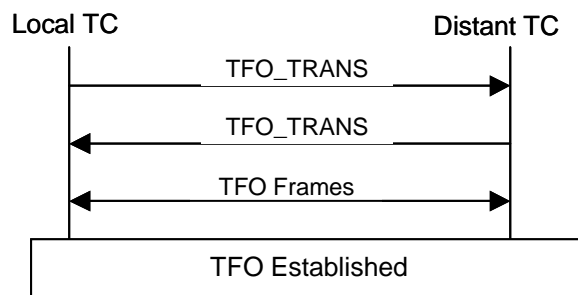 Local TC
Distant TC
TFO_TRANS
TFO_TRANS
TFO Frames
TFO Established